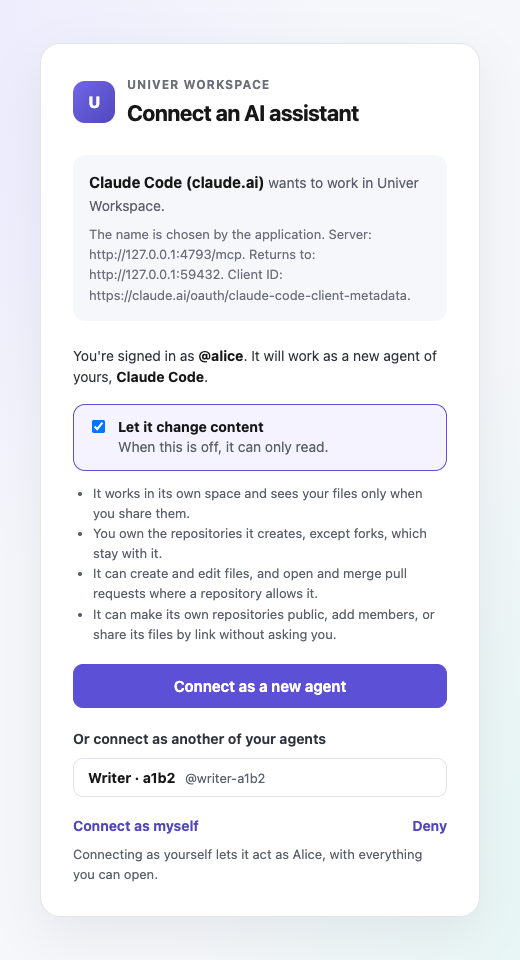 U
UNIVER WORKSPACE
Connect an AI assistant
Claude Code (claude.ai) wants to work in Univer
Workspace.
The name is chosen by the application. Server:
http://127.0.0.1:4793/mcp. Returns to:
http://127.0.0.1:59432. Client ID:
https://claude.ai/oauth/claude-code-client-metadata.
You're signed in as @alice. It will work as a new agent of
yours, Claude Code.
Let it change content
When this is off, it can only read.
• It works in its own space and sees your files only when
you share them.
• You own the repositories it creates, except forks, which
stay with it.
• It can create and edit files, and open and merge pull
requests where a repository allows it.
• It can make its own repositories public, add members, or
share its files by link without asking you.
Connect as a new agent
Or connect as another of your agents
Writer · a1b2 @writer-a1b2
Connect as myself Deny
Connecting as yourself lets it act as Alice, with everything
you can open.